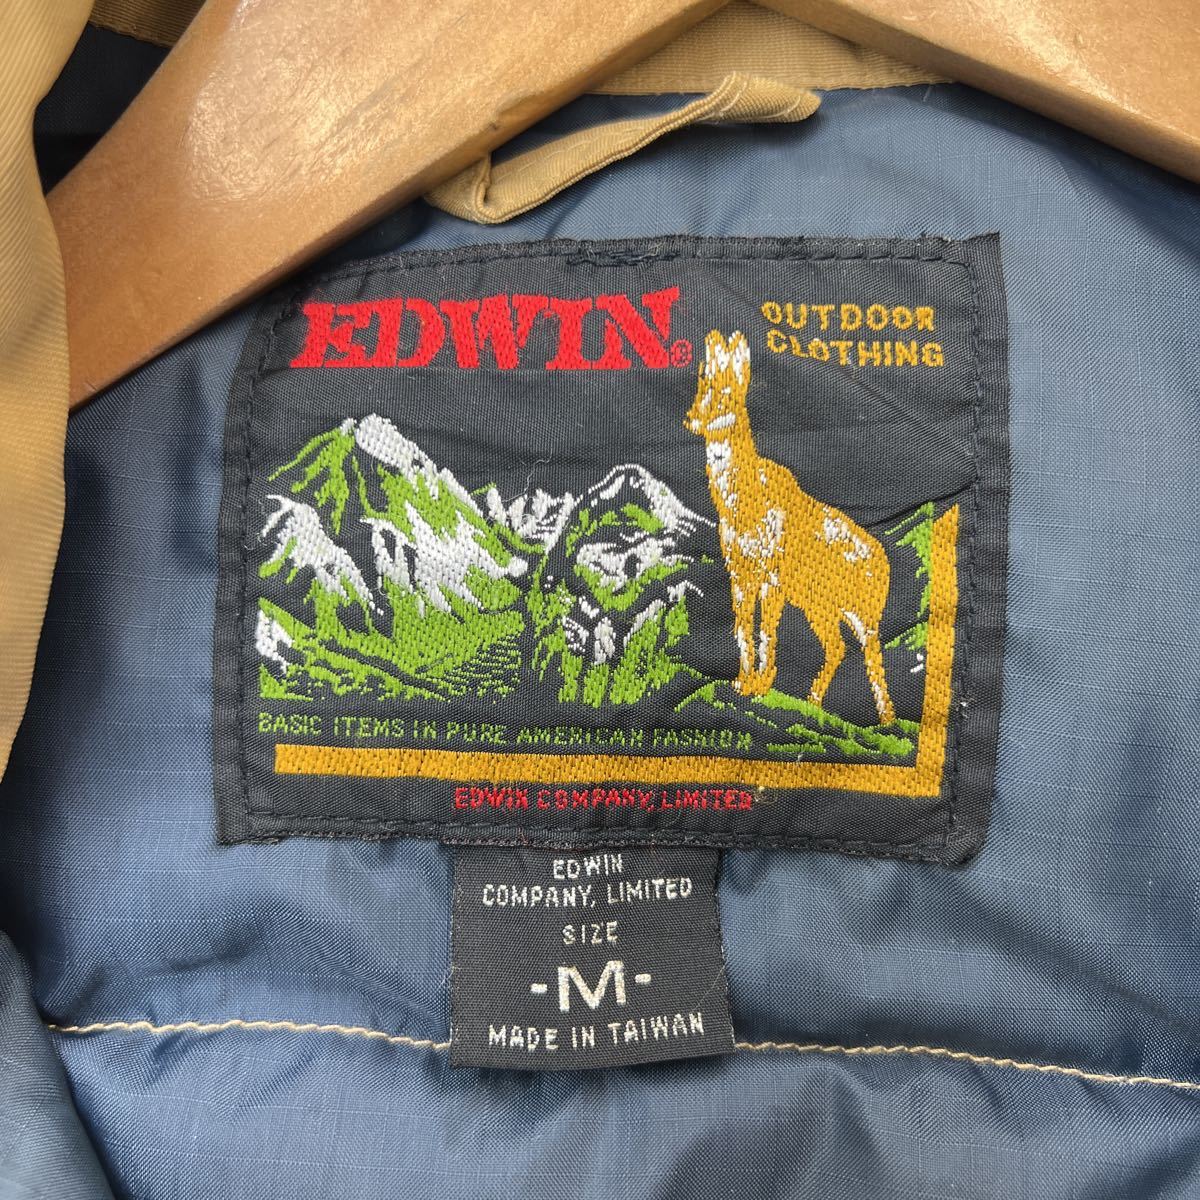 EDWIN®
OUTDOOR
CLOTHING
BASIC ITEMS IN PURE AMERICAN FASHION
EDWIN COMPANY, LIMITED
EDWIN
COMPANY, LIMITED
SIZE
-M-
MADE IN TAIWAN